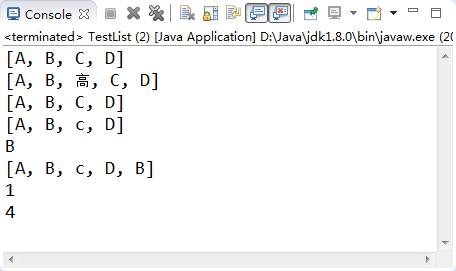 Console
<terminated> TestList (2) [Java Application] D:\Java\jdk1.8.0\bin\javaw.exe (20
[A, B, C, D]
[A, B, 高, C, D]
[A, B, C, D]
[A, B, c, D]
B
[A, B, c, D, B]
1
4